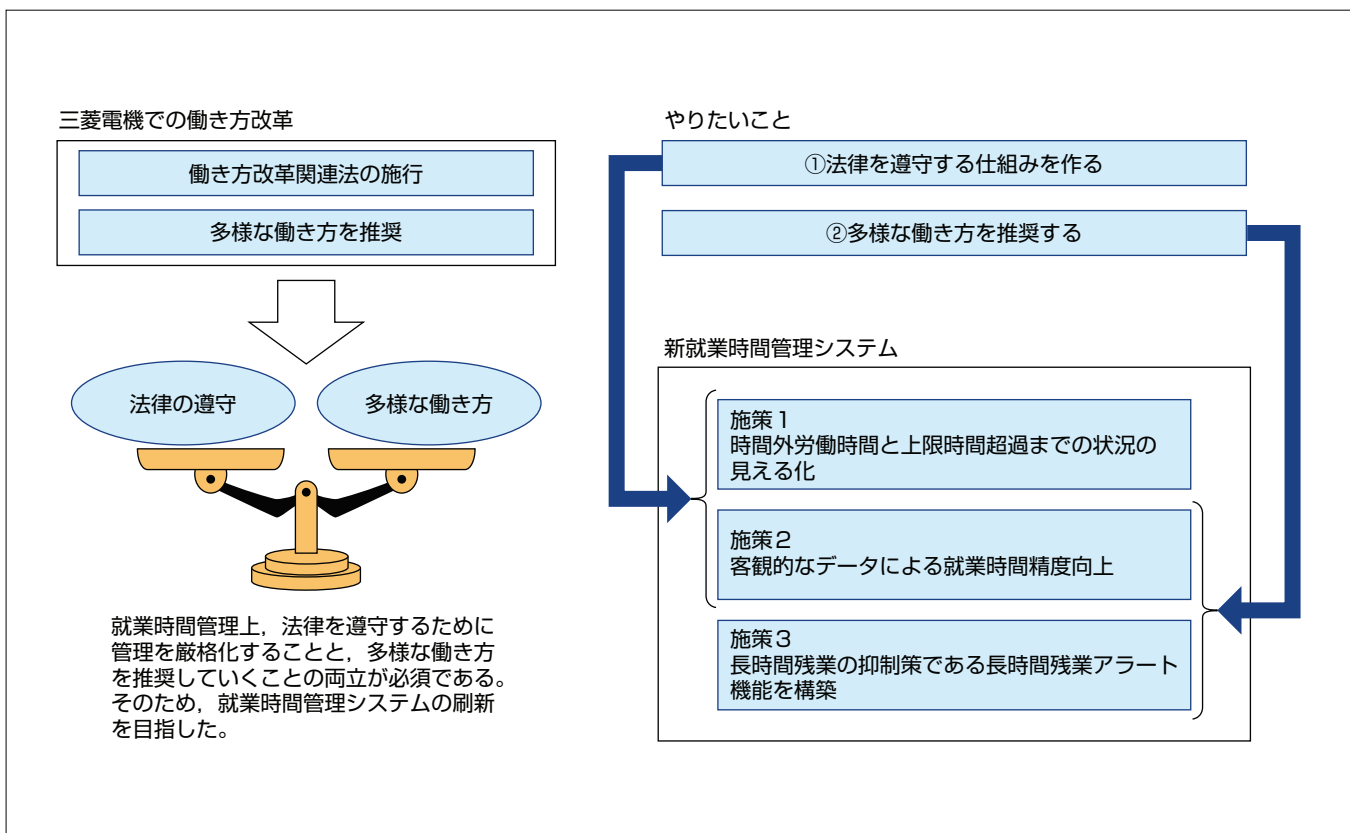 三菱電機での働き方改革
働き方改革関連法の施行
多様な働き方を推奨
法律の遵守
多様な働き方
就業時間管理上，法律を遵守するために
管理を厳格化することと，多様な働き方
を推奨していくことの両立が必須である。
そのため，就業時間管理システムの刷新
を目指した。
やりたいこと
①法律を遵守する仕組みを作る
②多様な働き方を推奨する
新就業時間管理システム
施策１
時間外労働時間と上限時間超過までの状況の
見える化
施策２
客観的なデータによる就業時間精度向上
施策３
長時間残業の抑制策である長時間残業アラート
機能を構築